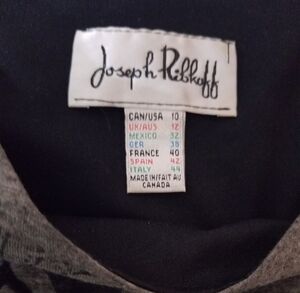 Joseph Ribkoff
CAN/USA 10
UK/AUS 12
MEXICO 32
GER 38
FRANCE 40
SPAIN 42
ITALY 44
MADE IN/FAIT AU
CANADA